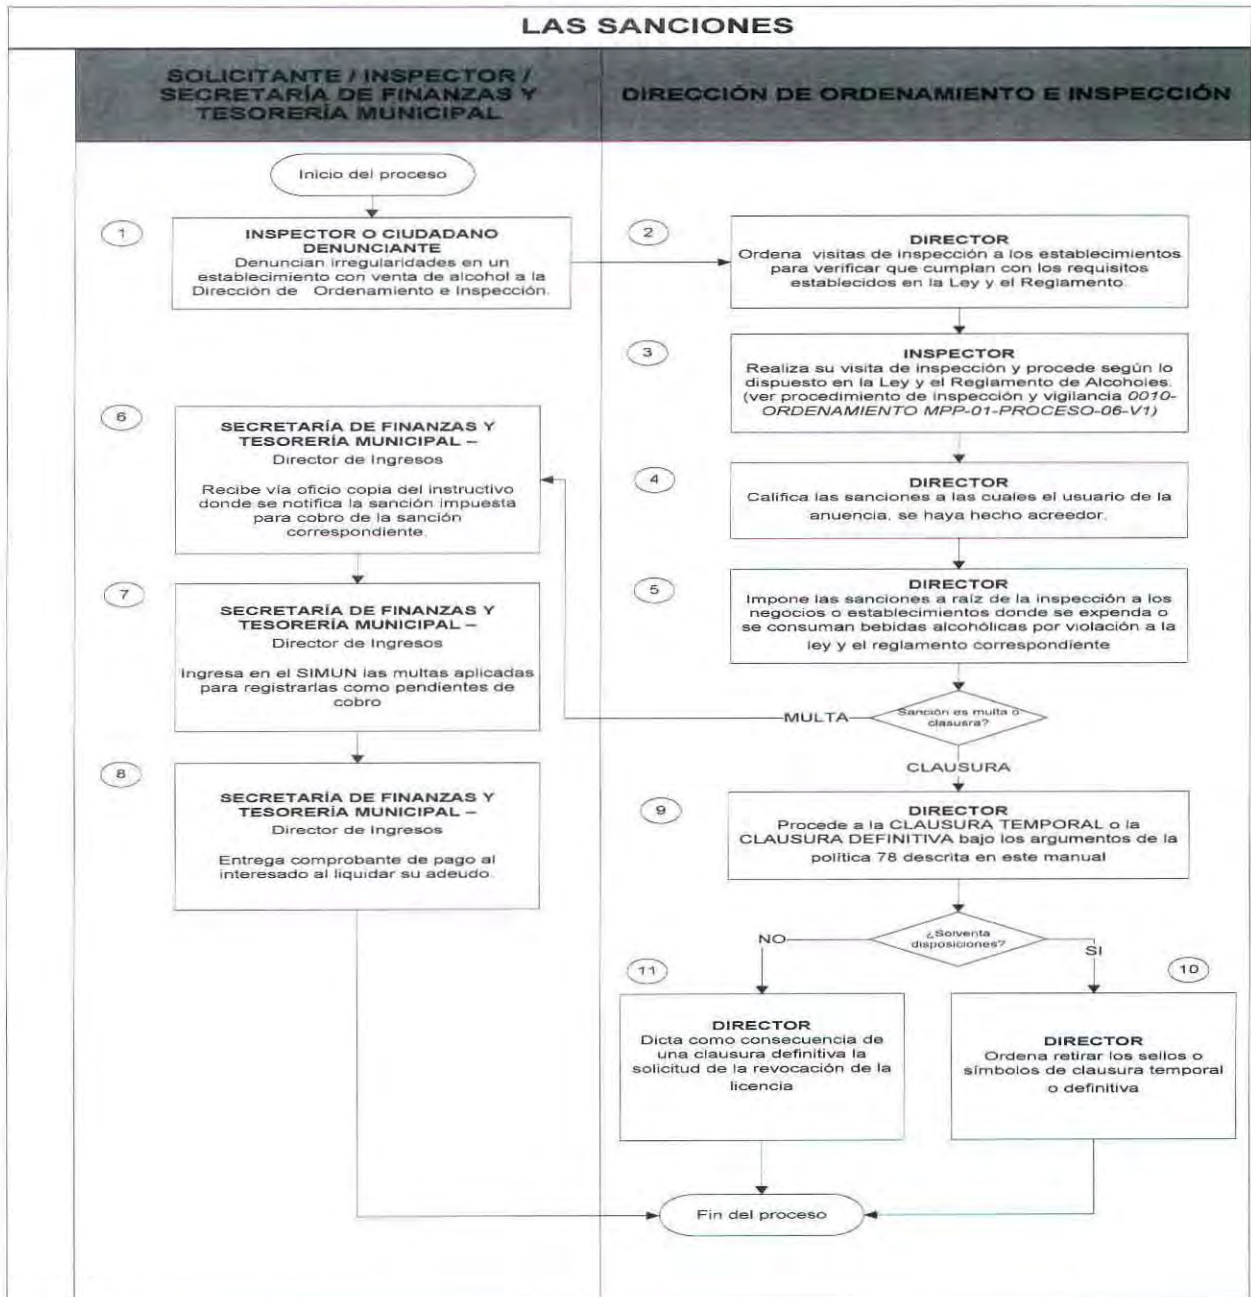 LAS SANCIONES
SOLICITANTE / INSPECTOR /
SECRETARÍA DE FINANZAS Y
TESORERÍA MUNICIPAL
DIRECCIÓN DE ORDENAMIENTO E INSPECCIÓN
Inicio del proceso
1
INSPECTOR O CIUDADANO
DENUNCIANTE
Denuncian irregularidades en un
establecimiento con venta de alcohol a la
Dirección de Ordenamiento e Inspección.
2
DIRECTOR
Ordena visitas de inspección a los establecimientos
para verificar que cumplan con los requisitos
establecidos en la Ley y el Reglamento.
3
INSPECTOR
Realiza su visita de inspección y procede según lo
dispuesto en la Ley y el Reglamento de Alcoholes.
(ver procedimiento de inspección y vigilancia 0010-
ORDENAMIENTO MPP-01-PROCESO-06-V1)
4
DIRECTOR
Califica las sanciones a las cuales el usuario de la
anuencia, se haya hecho acreedor.
5
DIRECTOR
Impone las sanciones a raíz de la inspección a los
negocios o establecimientos donde se expenda o
se consuman bebidas alcohólicas por violación a la
ley y el reglamento correspondiente
Sanción es multa o
clasusra?
MULTA
CLAUSURA
6
SECRETARÍA DE FINANZAS Y
TESORERÍA MUNICIPAL –
Director de Ingresos
Recibe vía oficio copia del instructivo
donde se notifica la sanción impuesta
para cobro de la sanción
correspondiente.
7
SECRETARÍA DE FINANZAS Y
TESORERÍA MUNICIPAL –
Director de Ingresos
Ingresa en el SIMUN las multas aplicadas
para registrarlas como pendientes de
cobro
8
SECRETARÍA DE FINANZAS Y
TESORERÍA MUNICIPAL –
Director de Ingresos
Entrega comprobante de pago al
interesado al liquidar su adeudo.
9
DIRECTOR
Procede a la CLAUSURA TEMPORAL o la
CLAUSURA DEFINITIVA bajo los argumentos de la
política 78 descrita en este manual
¿Solventa
disposiciones?
NO
SI
11
DIRECTOR
Dicta como consecuencia de
una clausura definitiva la
solicitud de la revocación de la
licencia
10
DIRECTOR
Ordena retirar los sellos o
símbolos de clausura temporal
o definitiva
Fin del proceso